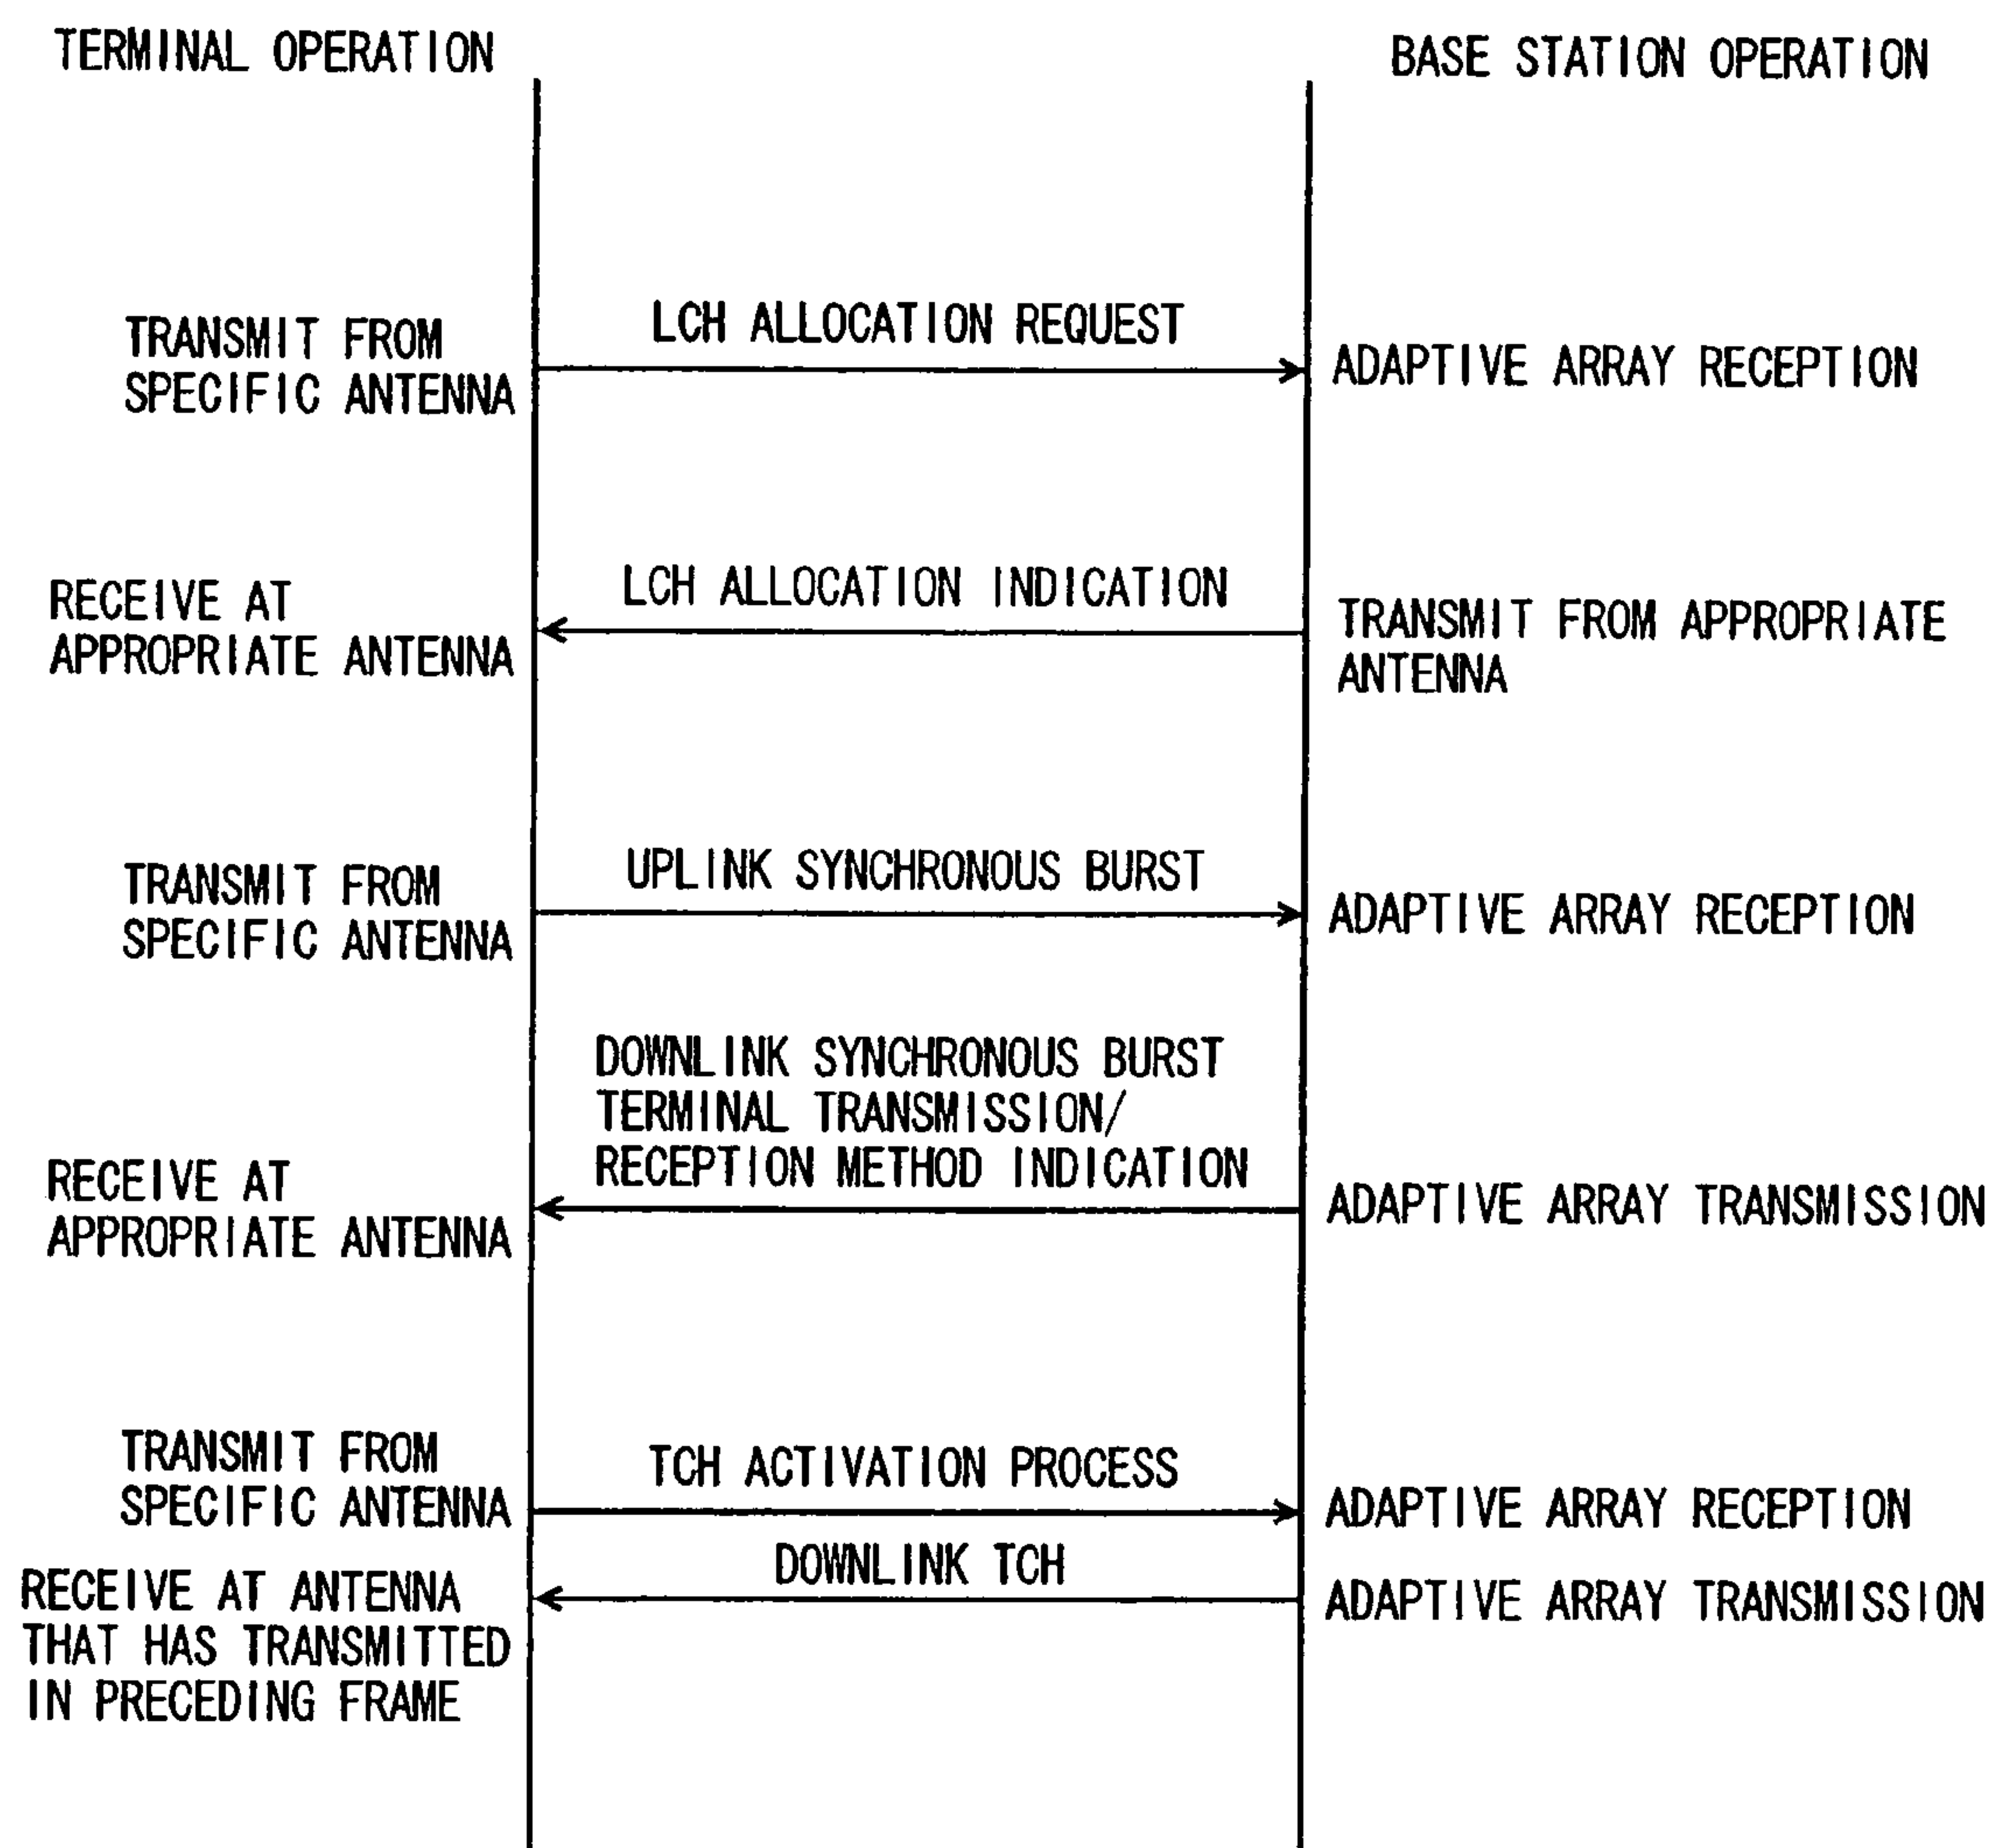 TERMINAL OPERATION
BASE STATION OPERATION
TRANSMIT FROM
SPECIFIC ANTENNA
LCH ALLOCATION REQUEST
ADAPTIVE ARRAY RECEPTION
RECEIVE AT
APPROPRIATE ANTENNA
LCH ALLOCATION INDICATION
TRANSMIT FROM APPROPRIATE
ANTENNA
TRANSMIT FROM
SPECIFIC ANTENNA
UPLINK SYNCHRONOUS BURST
ADAPTIVE ARRAY RECEPTION
DOWNLINK SYNCHRONOUS BURST
TERMINAL TRANSMISSION/
RECEPTION METHOD INDICATION
RECEIVE AT
APPROPRIATE ANTENNA
ADAPTIVE ARRAY TRANSMISSION
TRANSMIT FROM
SPECIFIC ANTENNA
TCH ACTIVATION PROCESS
ADAPTIVE ARRAY RECEPTION
DOWNLINK TCH
RECEIVE AT ANTENNA
THAT HAS TRANSMITTED
IN PRECEDING FRAME
ADAPTIVE ARRAY TRANSMISSION